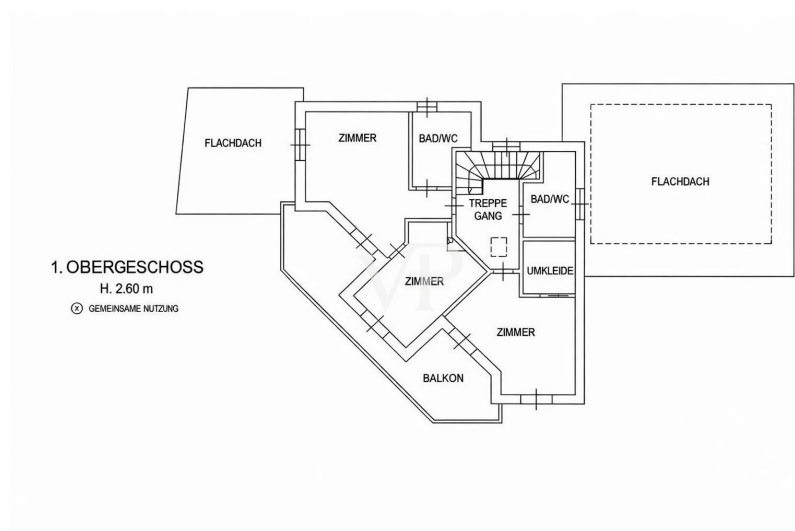 FLACHDACH
ZIMMER
BAD/WC
FLACHDACH
TREPPE
GANG
BAD/WC
1. OBERGESCHOSS
H. 2.60 m
X GEMEINSAME NUTZUNG
VP
ZIMMER
UMKLEIDE
ZIMMER
BALKON